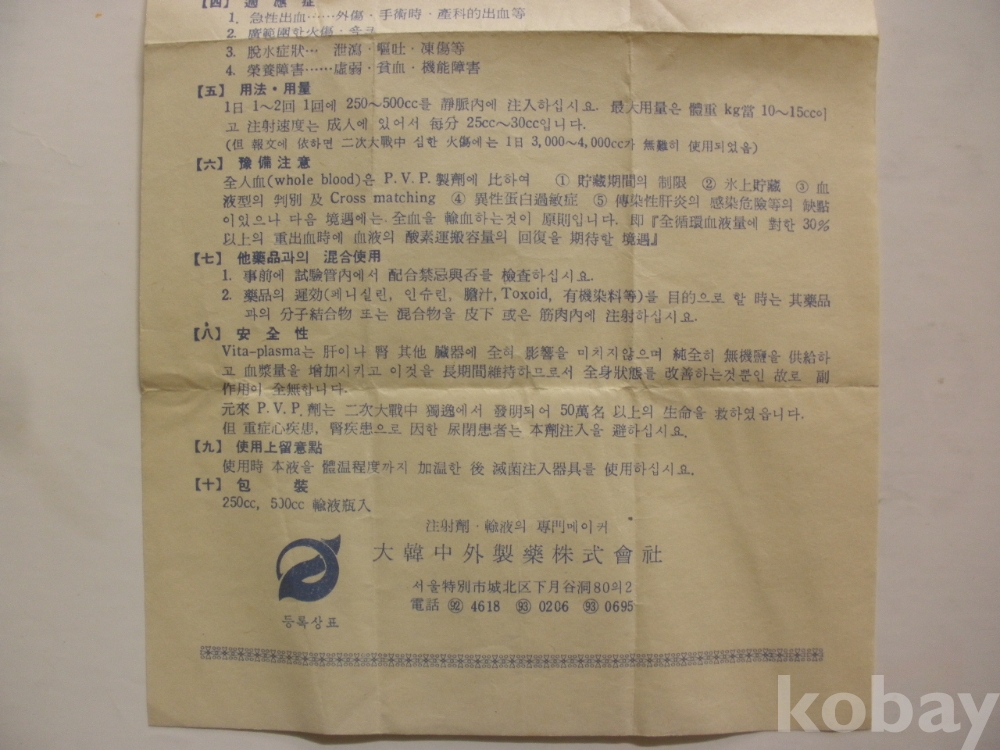 【四】 適應症
1. 急性出血……外傷·手術時·產科的出血等
2. 廣範圍한火傷·
3. 脫水症狀… 泄瀉·嘔吐·凍傷等
4. 榮養障害……虛弱·貧血·機能障害
【五】 用法·用量
1日 1～2回 1回에 250～500cc를 靜脈內에 注入하십시요. 最大用量은 體重 kg當 10～15cc이
고 注射速度는 成人에 있어서 每分 25cc～30cc입니다.
(但 報文에 依하면 二次大戰中 심한 火傷에는 1日 3,000～4,000cc가 無難히 使用되었음)
【六】 豫備注意
全人血(whole blood)은 P.V.P.製劑에 比하여 ① 貯藏期間의 制限 ② 氷上貯藏 ③ 血
液型의 判別 及 Cross matching ④ 異性蛋白過敏症 ⑤ 傳染性肝炎의 感染危險等의 缺點
이있으나 다음 境遇에는 全血을 輸血하는것이 原則입니다. 即『全循環血液量에 對한 30%
以上의 重出血時에 血液의 酸素運搬容量의 回復을 期待할 境遇』
【七】 他藥品과의 混合使用
1. 事前에 試驗管內에서 配合禁忌與否를 檢査하십시요.
2. 藥品의 遲効(페니실린, 인슈린, 膽汁, Toxoid, 有機染料等)를 目的으로 할 時는 其藥品
과의 分子結合物 또는 混合物을 皮下 或은 筋肉內에 注射하십시요.
【八】 安全性
Vita-plasma는 肝이나 腎 其他 臟器에 全혀 影響을 미치지않으며 純全히 無機鹽을 供給하
고 血漿量을 增加시키고 이것을 長期間維持하므로서 全身狀態를 改善하는것뿐인 故로 副
作用이 全無합니다.
元來 P.V.P.劑는 二次大戰中 獨逸에서 發明되어 50萬名 以上의 生命을 救하였읍니다.
但 重症心疾患, 腎疾患으로 因한 尿閉患者는 本劑注入을 避하십시요.
【九】 使用上留意點
使用時 本液을 體溫程度까지 加溫한 後 滅菌注入器具를 使用하십시요.
【十】 包裝
250cc, 500cc 輸液瓶入
注射劑·輸液의 專門메이커
大韓中外製藥株式會社
서울特別市城北区下月谷洞80의2
電話 ㉒ 4618 ㉓ 0206 ㉓ 0695
등록상표
kobay